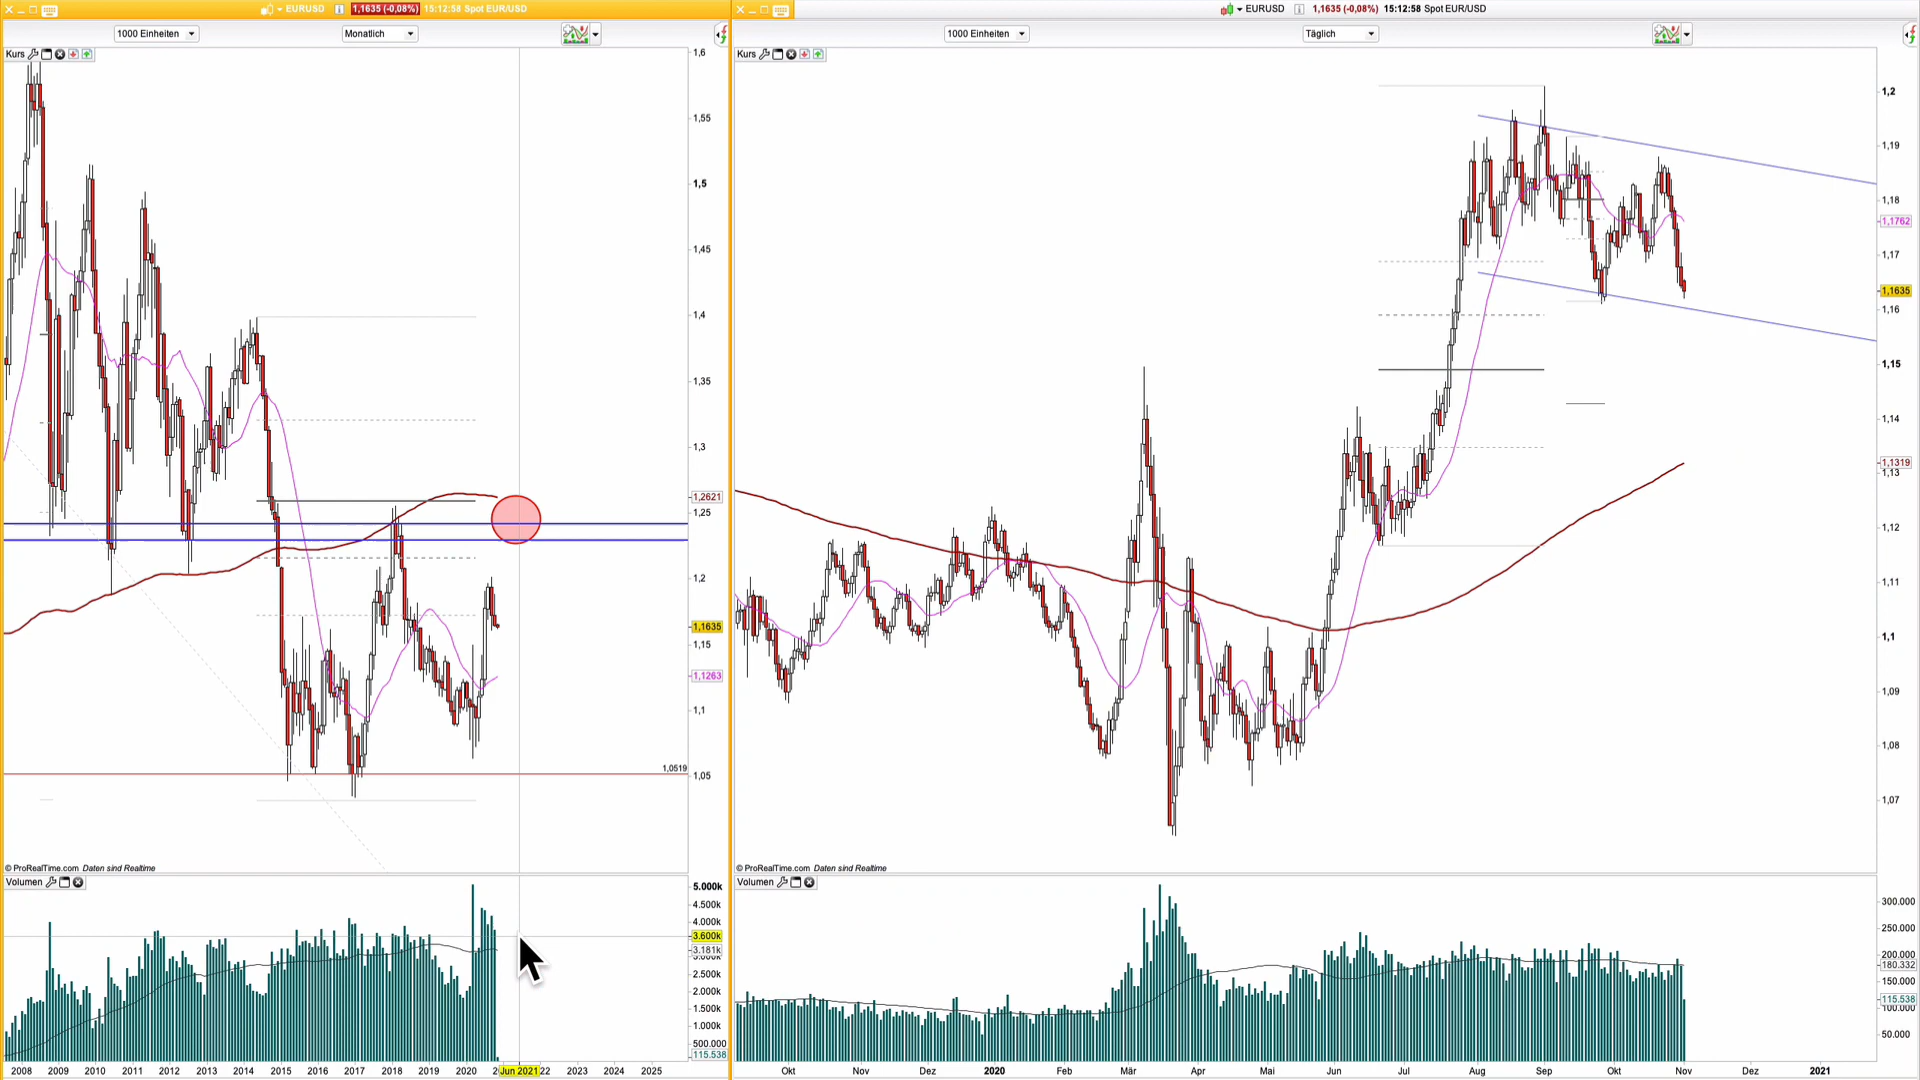 EURUSD 1,1635 (-0,08%) 15:12:58 Spot EUR/USD
1000 Einheiten Monatlich
Kurs
1,6
1,55
1,5
1,45
1,4
1,35
1,3
1,2621
1,25
1,2
1,1635
1,15
1,1263
1,1
1,0519
1,05
© ProRealTime.com Daten sind Realtime
Volumen
5.000k
4.500k
4.000k
3.600k
3.181k
2.500k
2.000k
1.500k
1.000k
500.000
115.538
2008 2009 2010 2011 2012 2013 2014 2015 2016 2017 2018 2019 2020 Jun 2021 22 2023 2024 2025
EURUSD 1,1635 (-0,08%) 15:12:58 Spot EUR/USD
1000 Einheiten Täglich
Kurs
1,2
1,19
1,18
1,1762
1,17
1,1635
1,16
1,15
1,14
1,1319
1,13
1,12
1,11
1,1
1,09
1,08
1,07
© ProRealTime.com Daten sind Realtime
Volumen
300.000
250.000
200.000
180.332
150.000
115.538
100.000
50.000
Okt Nov Dez 2020 Feb Mär Apr Mai Jun Jul Aug Sep Okt Nov Dez 2021